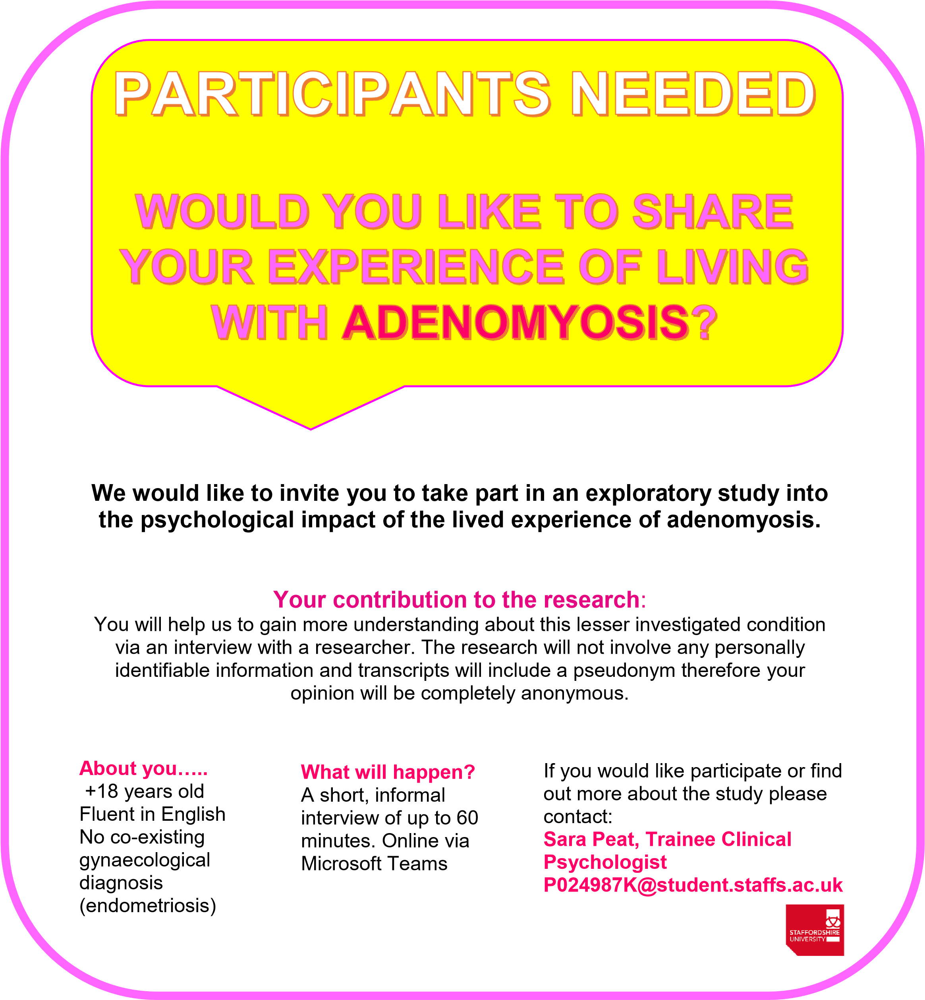 PARTICIPANTS NEEDED
WOULD YOU LIKE TO SHARE
YOUR EXPERIENCE OF LIVING
WITH ADENOMYOSIS?
We would like to invite you to take part in an exploratory study into
the psychological impact of the lived experience of adenomyosis.
Your contribution to the research:
You will help us to gain more understanding about this lesser investigated condition
via an interview with a researcher. The research will not involve any personally
identifiable information and transcripts will include a pseudonym therefore your
opinion will be completely anonymous.
About you.....
+18 years old
Fluent in English
No co-existing
gynaecological
diagnosis
(endometriosis)
What will happen?
A short, informal
interview of up to 60
minutes. Online via
Microsoft Teams
If you would like participate or find
out more about the study please
contact:
Sara Peat, Trainee Clinical
Psychologist
P024987K@student.staffs.ac.uk
STAFFORDSHIRE
UNIVERSITY